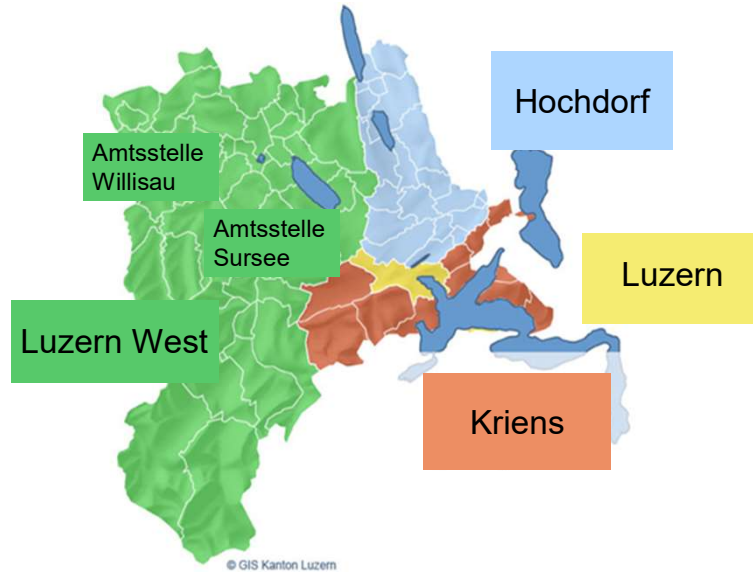 Hochdorf
Amtsstelle
Willisau
Amtsstelle
Sursee
Luzern
Luzern West
Kriens
© GIS Kanton Luzern